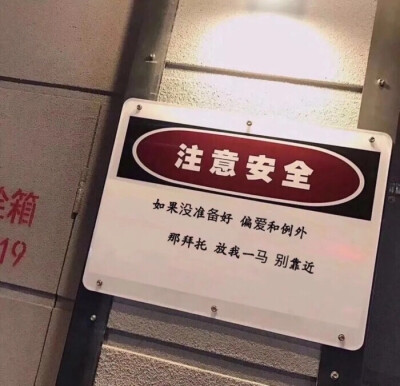 注意安全
如果没准备好 偏爱和例外
那拜托 放我一马 别靠近
箱
19